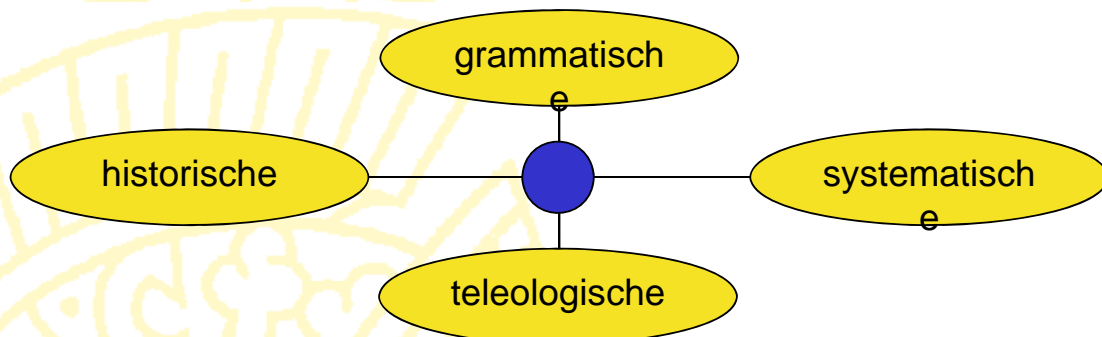 grammatisch
e
historische
systematisch
e
teleologische